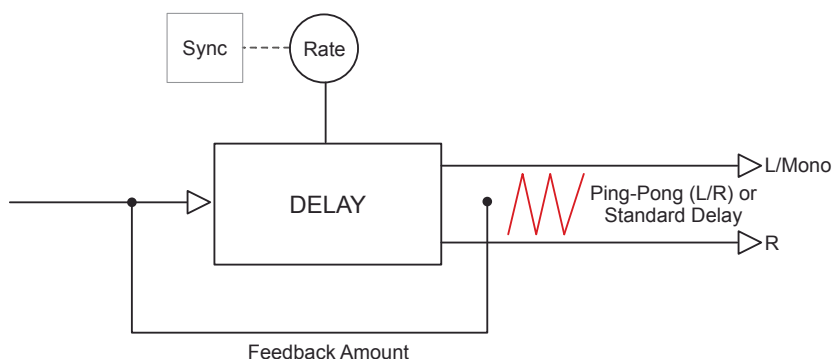 Sync
Rate
DELAY
L/Mono
Ping-Pong (L/R) or
Standard Delay
R
Feedback Amount